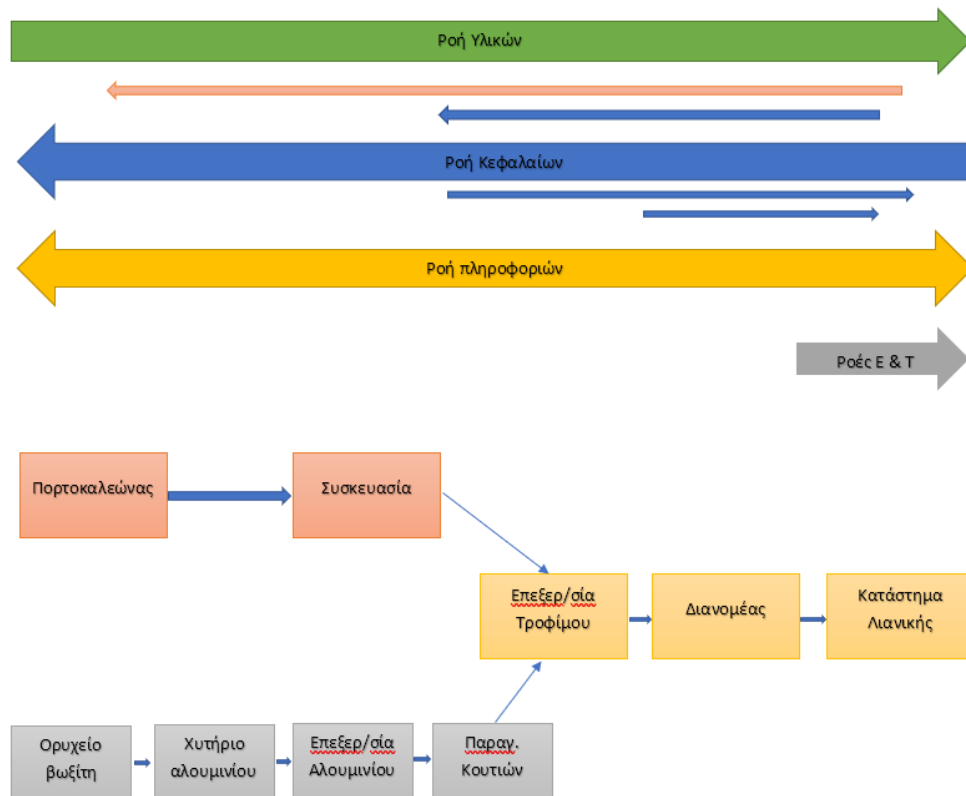 Ροή Υλικών
Ροή Κεφαλαίων
Ροή πληροφοριών
Ροές Ε & Τ
Πορτοκαλεώνας
Συσκευασία
Επεξερ/σία
Τροφίμου
Διανομέας
Κατάστημα
Λιανικής
Ορυχείο
βωξίτη
Χυτήριο
αλουμινίου
Επεξερ/σία
Αλουμινίου
Παραγ.
Κουτιών